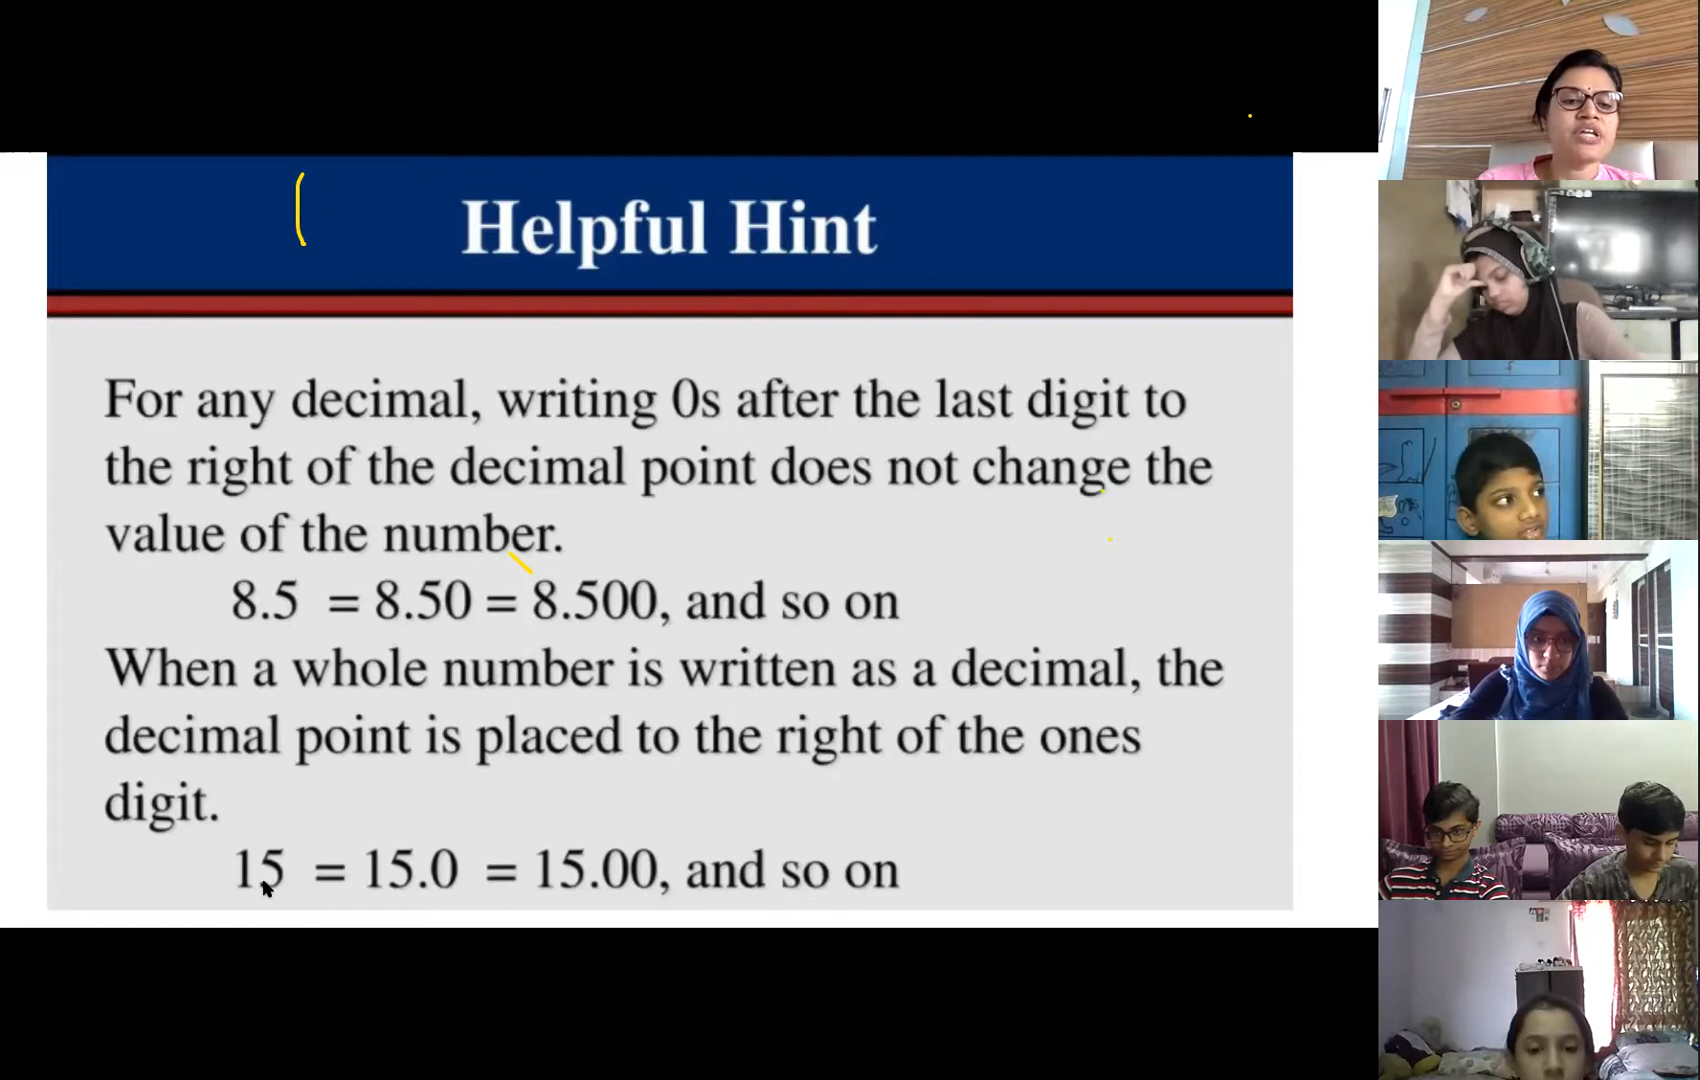 Helpful Hint
For any decimal, writing 0s after the last digit to
the right of the decimal point does not change the
value of the number.
8.5 = 8.50 = 8.500, and so on
When a whole number is written as a decimal, the
decimal point is placed to the right of the ones
digit.
15 = 15.0 = 15.00, and so on